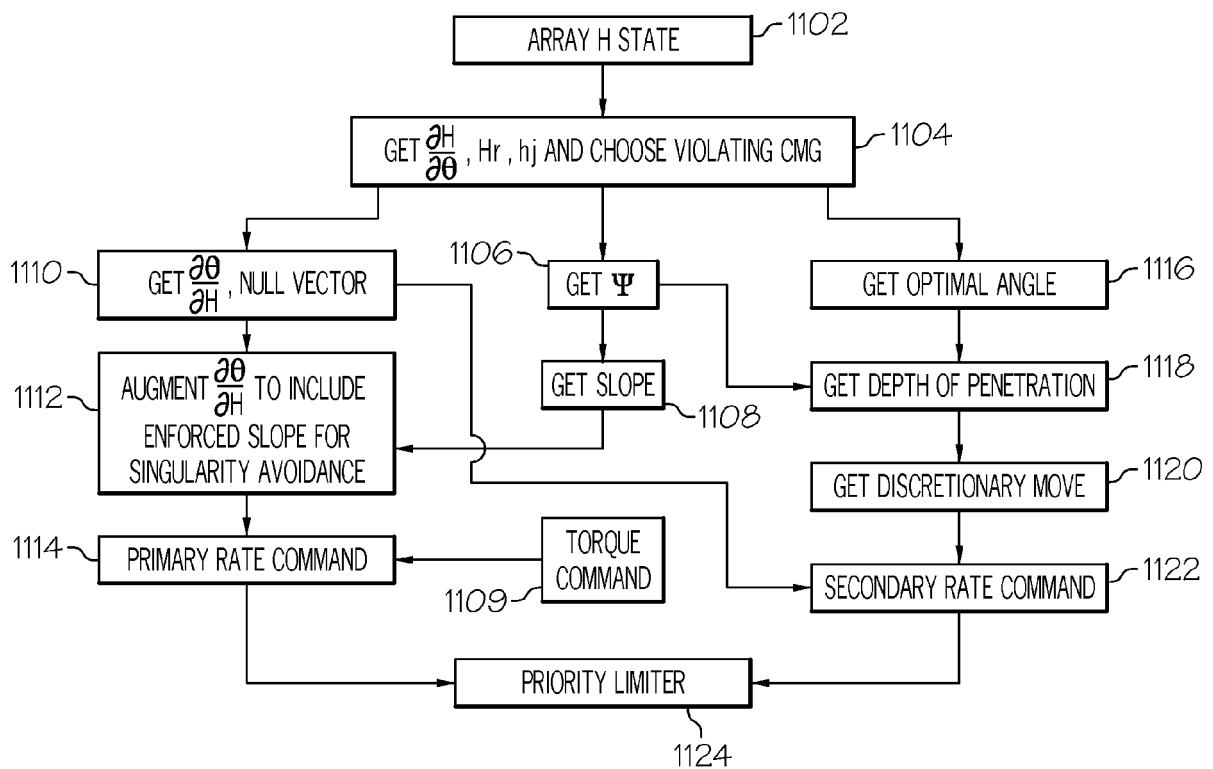 ARRAY H STATE
1102
GET ∂H/∂θ, Hr, hj AND CHOOSE VIOLATING CMG
1104
1110
GET ∂θ/∂H, NULL VECTOR
1106
GET Ψ
GET OPTIMAL ANGLE
1116
1112
AUGMENT ∂θ/∂H TO INCLUDE
ENFORCED SLOPE FOR
SINGULARITY AVOIDANCE
GET SLOPE
1108
GET DEPTH OF PENETRATION
1118
GET DISCRETIONARY MOVE
1120
1114
PRIMARY RATE COMMAND
TORQUE
COMMAND
1109
SECONDARY RATE COMMAND
1122
PRIORITY LIMITER
1124